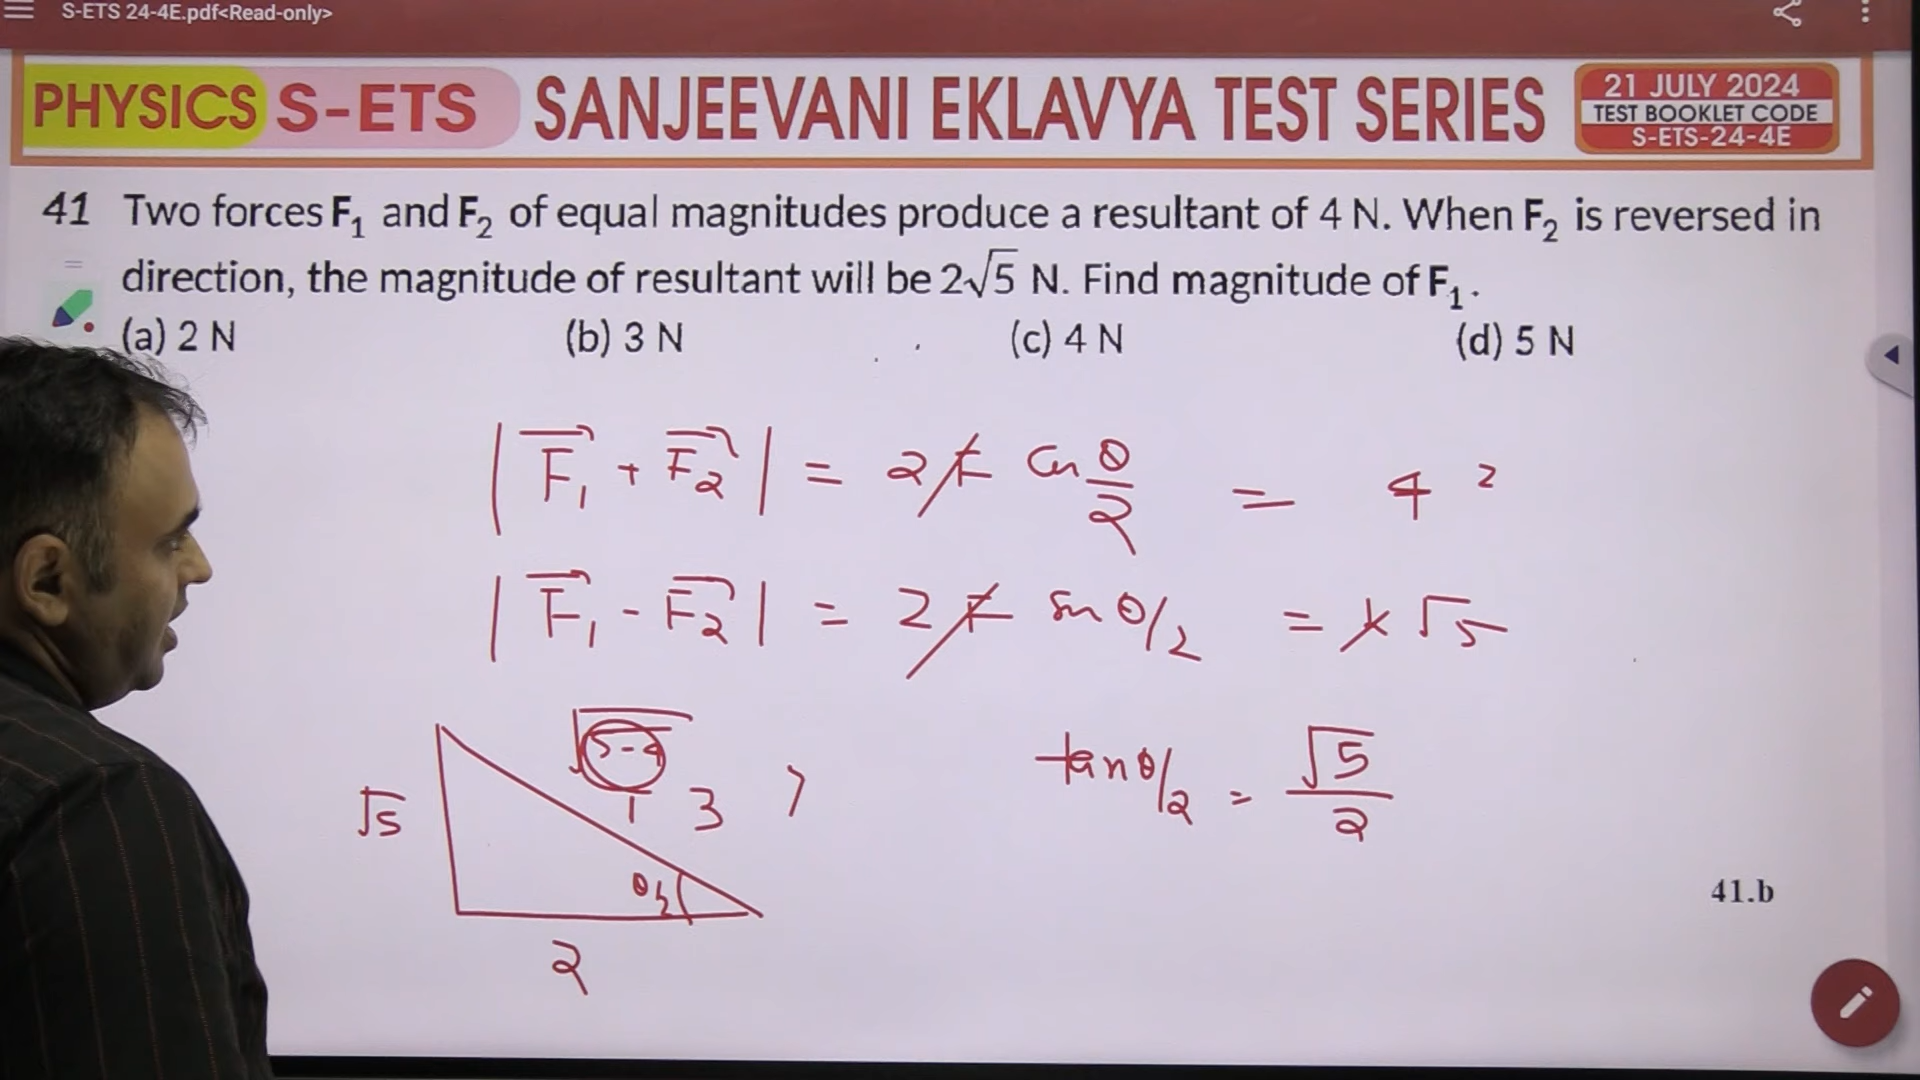 S-ETS 24-4E.pdf<Read-only>
PHYSICS S-ETS SANJEEVANI EKLAVYA TEST SERIES
21 JULY 2024
TEST BOOKLET CODE
S-ETS-24-4E
41 Two forces F₁ and F₂ of equal magnitudes produce a resultant of 4 N. When F₂ is reversed in
direction, the magnitude of resultant will be 2√5 N. Find magnitude of F₁.
(a) 2 N (b) 3 N (c) 4 N (d) 5 N
|F₁ + F₂| = 2F cos θ/2 = 4 2
|F₁ - F₂| = 2F sin θ/2 = 2√5
√5-4
√5 1 3 >
tan θ/2 = √5/2
θ/2
2
41.b